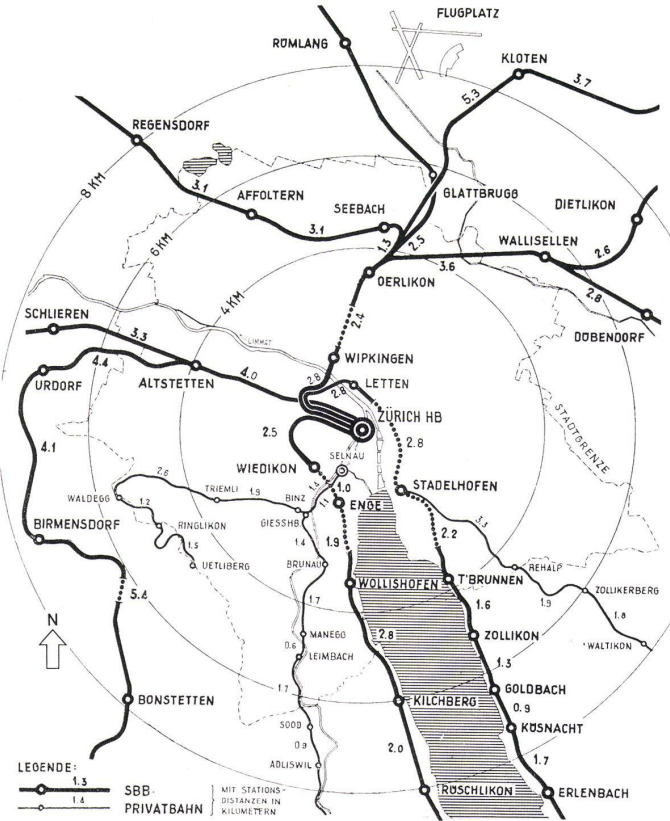 FLUGPLATZ
RÜMLANG
KLOTEN
3.7
5.3
REGENSDORF
8 KM
GLATTBRUGG
3.1
AFFOLTERN
SEEBACH
DIETLIKON
6 KM
3.1
1.3
2.5
WALLISELLEN
2.6
3.6
OERLIKON
2.8
4 KM
2.4
DÜBENDORF
SCHLIEREN
3.3
LIMMAT
WIPKINGEN
4.4
URDORF
ALTSTETTEN
4.0
2.8
2.8
LETTEN
ZÜRICH HB
STADTGRENZE
2.5
2.8
4.1
SELNAU
WIEDIKON
2.6
TRIEMLI
1.9
BINZ
1.4
1.0
1.1
STADELHOFEN
WALDEGG
1.2
GIESSHB.
ENGE
3.3
BIRMENSDORF
RINGLIKON
1.4
1.9
2.2
1.5
UETLIBERG
BRUNAU
REHALP
WOLLISHOFEN
T'BRUNNEN
1.9
ZOLLIKERBERG
5.4
1.7
1.6
1.8
N
MANEGG
2.8
ZOLLIKON
WALTIKON
0.6
LEIMBACH
1.3
1.7
GOLDBACH
BONSTETTEN
KILCHBERG
0.9
SOOD
KÜSNACHT
0.9
2.0
1.7
ADLISWIL
RÜSCHLIKON
ERLENBACH
LEGENDE:
1.3
SBB
1.4
PRIVATBAHN
MIT STATIONS-
DISTANZEN IN
KILOMETERN